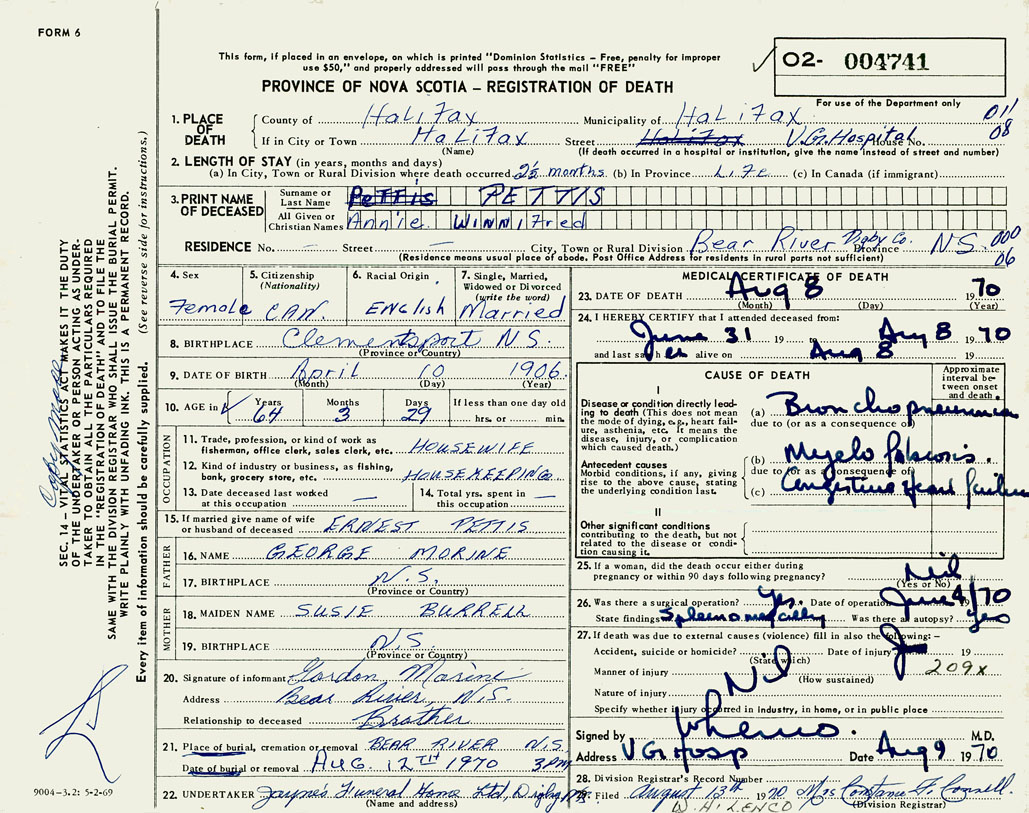 FORM 6
This form, if placed in an envelope, on which is printed "Dominion Statistics – Free, penalty for improper
use $50," and properly addressed will pass through the mail "FREE"
02- 004741
PROVINCE OF NOVA SCOTIA – REGISTRATION OF DEATH
For use of the Department only
1. PLACE OF DEATH
County of HaLiFax Municipality of HaLiFax 011
If in City or Town HaLiFax Street HaLiFax V.G. Hospital House No. 08
(Name) (If death occurred in a hospital or institution, give the name instead of street and number)
2. LENGTH OF STAY (in years, months and days)
(a) In City, Town or Rural Division where death occurred 2½ months (b) In Province LiFE (c) In Canada (if immigrant)
3. PRINT NAME OF DECEASED
Surname or Last Name PETTIS PETTIS
All Given or Christian Names Annie WINNIFred
RESIDENCE No. — Street — City, Town or Rural Division Bear River Digby Co. Province N.S. 000
(Residence means usual place of abode. Post Office Address for residents in rural parts not sufficient) 06
4. Sex Female
5. Citizenship (Nationality) CAN.
6. Racial Origin ENGLish
7. Single, Married, Widowed or Divorced (write the word) Married
8. BIRTHPLACE Clementsport N.S.
(Province or Country)
9. DATE OF BIRTH April 10 1906.
(Month) (Day) (Year)
10. AGE in ✓ Years 64 Months 3 Days 29 If less than one day old hrs. or min.
OCCUPATION
11. Trade, profession, or kind of work as fisherman, office clerk, sales clerk, etc. HOUSEWIFE
12. Kind of industry or business, as fishing, bank, grocery store, etc. HOUSEKEEPING
13. Date deceased last worked at this occupation —
14. Total yrs. spent in this occupation —
15. If married give name of wife or husband of deceased ERNEST PETTIS
FATHER
16. NAME GEORGE MORINE
17. BIRTHPLACE N.S.
(Province or Country)
MOTHER
18. MAIDEN NAME SUSIE BURRELL
19. BIRTHPLACE N.S.
(Province or Country)
20. Signature of informant Gordon Morine
Address Bear River, N.S.
Relationship to deceased Brother
21. Place of burial, cremation or removal BEAR RIVER N.S.
Date of burial or removal AUG. 12TH 1970 3PM
22. UNDERTAKER Jayne's Funeral Home Ltd, Digby NS.
(Name and address)
MEDICAL CERTIFICATE OF DEATH
23. DATE OF DEATH Aug 8 1970
(Month) (Day) (Year)
24. I HEREBY CERTIFY that I attended deceased from:
June 31 19 to Aug 8 1970
and last saw h er alive on Aug 8 19
CAUSE OF DEATH
Approximate interval between onset and death
I
Disease or condition directly leading to death (This does not mean the mode of dying, e.g., heart failure, asthenia, etc. It means the disease, injury, or complication which caused death.)
(a) Bronchopneumonia
due to (or as a consequence of)
Antecedent causes
Morbid conditions, if any, giving rise to the above cause, stating the underlying condition last.
(b) Myelofibrosis.
due to (or as a consequence of)
(c) Congestive heart failure
II
Other significant conditions contributing to the death, but not related to the disease or condition causing it.
25. If a woman, did the death occur either during pregnancy or within 90 days following pregnancy? Nil
(Yes or No)
26. Was there a surgical operation? Yes. Date of operation June 4/70
State findings Splenomegally Was there an autopsy? Yes
27. If death was due to external causes (violence) fill in also the following:–
Accident, suicide or homicide? Date of injury 19
(State which)
Manner of injury Nil 209x
(How sustained)
Nature of injury
Specify whether injury occurred in industry, in home, or in public place
Signed by M.D.
Address V.G. Hosp Date Aug 9 1970
28. Division Registrar's Record Number
29. Filed August 13th 1970 Mrs Constance F. Connell.
(Division Registrar)
W. H. LENCO
SEC. 14 – VITAL STATISTICS ACT MAKES IT THE DUTY
OF THE UNDERTAKER OR PERSON ACTING AS UNDER-
TAKER TO OBTAIN ALL THE PARTICULARS REQUIRED
IN THE "REGISTRATION OF DEATH" AND TO FILE THE
SAME WITH THE DIVISION REGISTRAR WHO SHALL ISSUE THE BURIAL PERMIT.
WRITE PLAINLY WITH UNFADING INK. THIS IS A PERMANENT RECORD.
Every item of information should be carefully supplied. (See reverse side for instructions.)
9004-3.2: 5-2-69